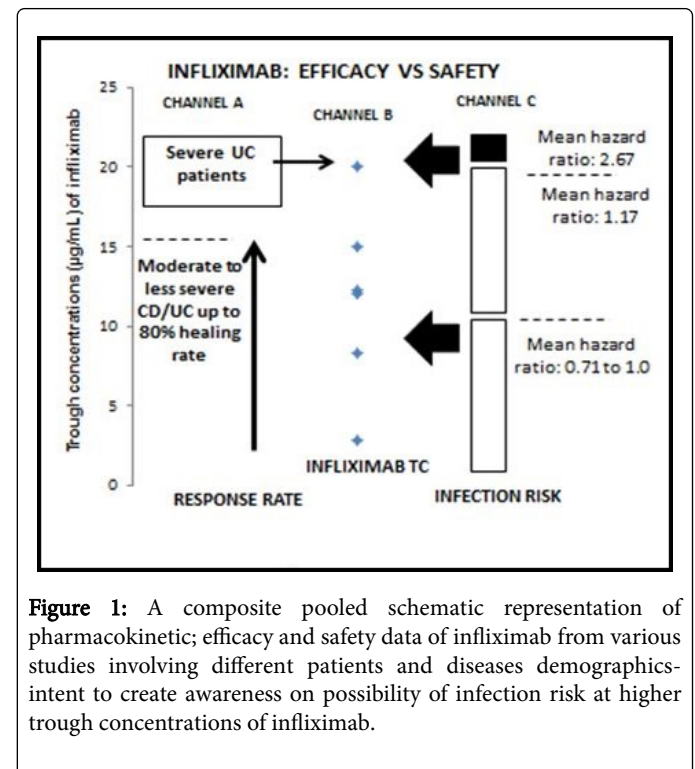 INFLIXIMAB: EFFICACY VS SAFETY
CHANNEL A
CHANNEL B
CHANNEL C
Trough concentrations (µg/mL) of infliximab
25
20
15
10
5
0
Severe UC
patients
Moderate to
less severe
CD/UC up to
80% healing
rate
RESPONSE RATE
INFLIXIMAB TC
INFECTION RISK
Mean hazard
ratio: 2.67
Mean hazard
ratio: 1.17
Mean hazard
ratio: 0.71 to 1.0
Figure 1: A composite pooled schematic representation of
pharmacokinetic; efficacy and safety data of infliximab from various
studies involving different patients and diseases demographics-
intent to create awareness on possibility of infection risk at higher
trough concentrations of infliximab.